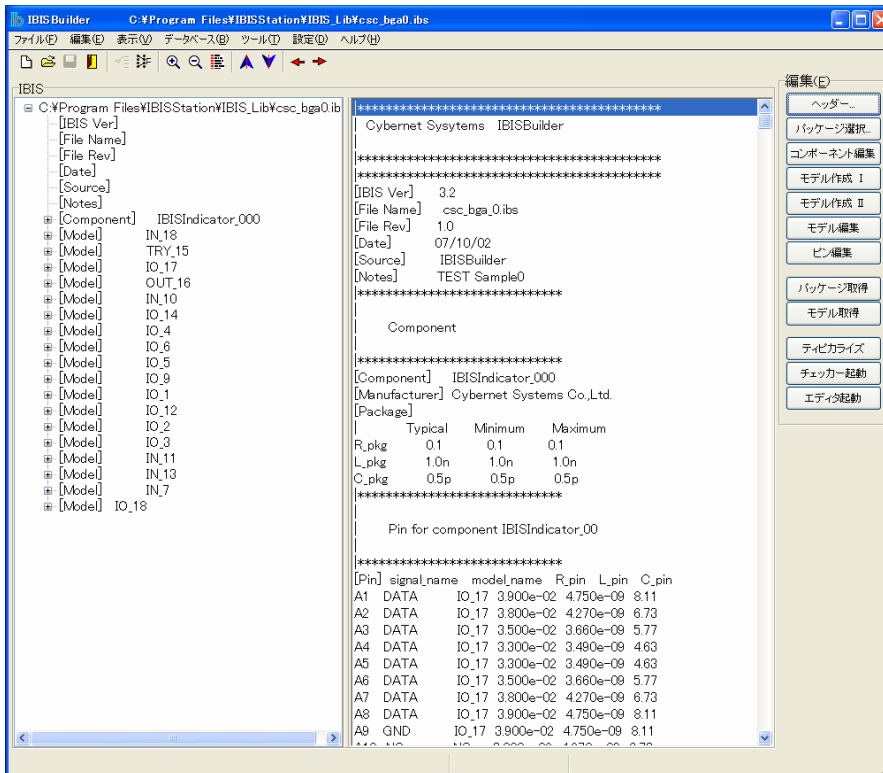 IBIS Builder C:¥Program Files¥IBISStation¥IBIS_Lib¥csc_bga0.ibs
ファイル(F) 編集(E) 表示(V) データベース(B) ツール(T) 設定(O) ヘルプ(H)
IBIS
C:¥Program Files¥IBISStation¥IBIS_Lib¥csc_bga0.ib
[IBIS Ver]
[File Name]
[File Rev]
[Date]
[Source]
[Notes]
[Component] IBISIndicator_000
[Model] IN_18
[Model] TRY_15
[Model] IO_17
[Model] OUT_16
[Model] IN_10
[Model] IO_14
[Model] IO_4
[Model] IO_6
[Model] IO_5
[Model] IO_9
[Model] IO_1
[Model] IO_12
[Model] IO_2
[Model] IO_3
[Model] IN_11
[Model] IN_13
[Model] IN_7
[Model] IO_18
|******************************************
| Cybernet Sysytems IBISBuilder
|
|******************************************
|******************************************
[IBIS Ver] 3.2
[File Name] csc_bga_0.ibs
[File Rev] 1.0
[Date] 07/10/02
[Source] IBISBuilder
[Notes] TEST Sample0
|****************************
|
| Component
|
|****************************
[Component] IBISIndicator_000
[Manufacturer] Cybernet Systems Co.,Ltd.
[Package]
| Typical Minimum Maximum
R_pkg 0.1 0.1 0.1
L_pkg 1.0n 1.0n 1.0n
C_pkg 0.5p 0.5p 0.5p
|****************************
|
| Pin for component IBISIndicator_00
|
|****************************
[Pin] signal_name model_name R_pin L_pin C_pin
A1 DATA IO_17 3.900e-02 4.750e-09 8.11
A2 DATA IO_17 3.800e-02 4.270e-09 6.73
A3 DATA IO_17 3.500e-02 3.660e-09 5.77
A4 DATA IO_17 3.300e-02 3.490e-09 4.63
A5 DATA IO_17 3.300e-02 3.490e-09 4.63
A6 DATA IO_17 3.500e-02 3.660e-09 5.77
A7 DATA IO_17 3.800e-02 4.270e-09 6.73
A8 DATA IO_17 3.900e-02 4.750e-09 8.11
A9 GND IO_17 3.900e-02 4.750e-09 8.11
編集(E)
ヘッダー...
パッケージ選択...
コンポーネント編集
モデル作成 I
モデル作成 II
モデル編集
ピン編集
パッケージ取得
モデル取得
ティピカライズ
チェッカー起動
エディタ起動